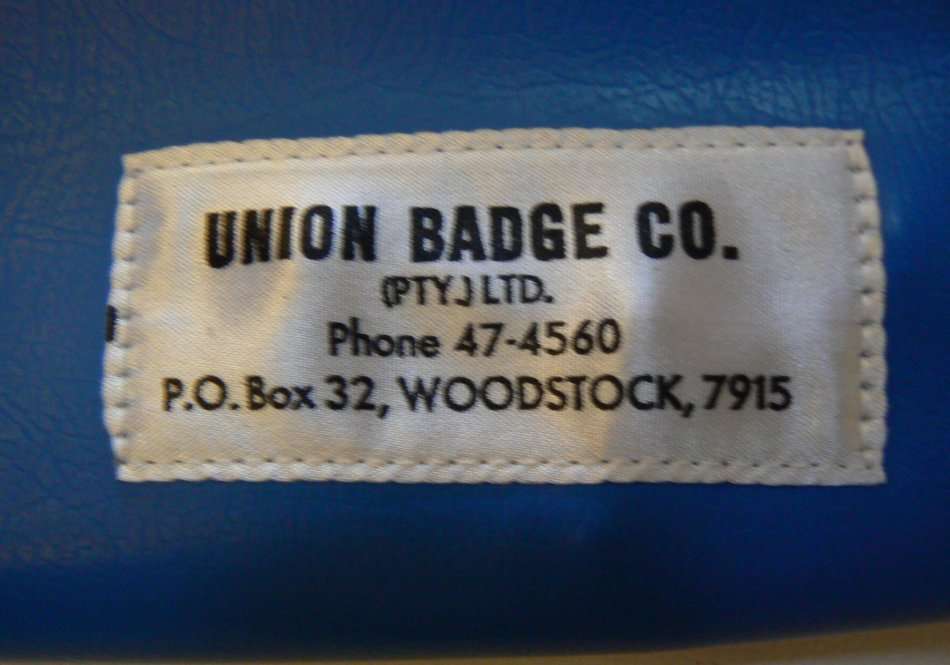 UNION BADGE CO.
(PTY.) LTD.
Phone 47-4560
P.O. Box 32, WOODSTOCK, 7915